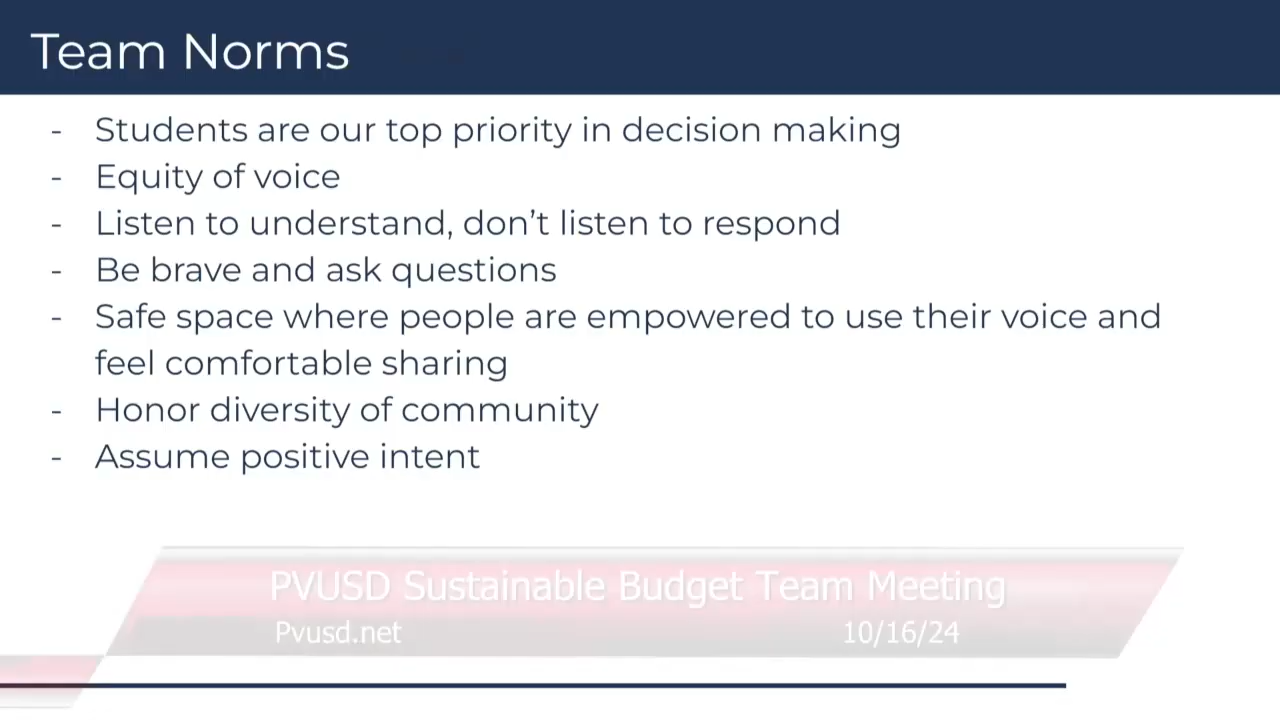 Team Norms
- Students are our top priority in decision making
- Equity of voice
- Listen to understand, don’t listen to respond
- Be brave and ask questions
- Safe space where people are empowered to use their voice and
feel comfortable sharing
- Honor diversity of community
- Assume positive intent
PVUSD Sustainable Budget Team Meeting
Pvusd.net 10/16/24